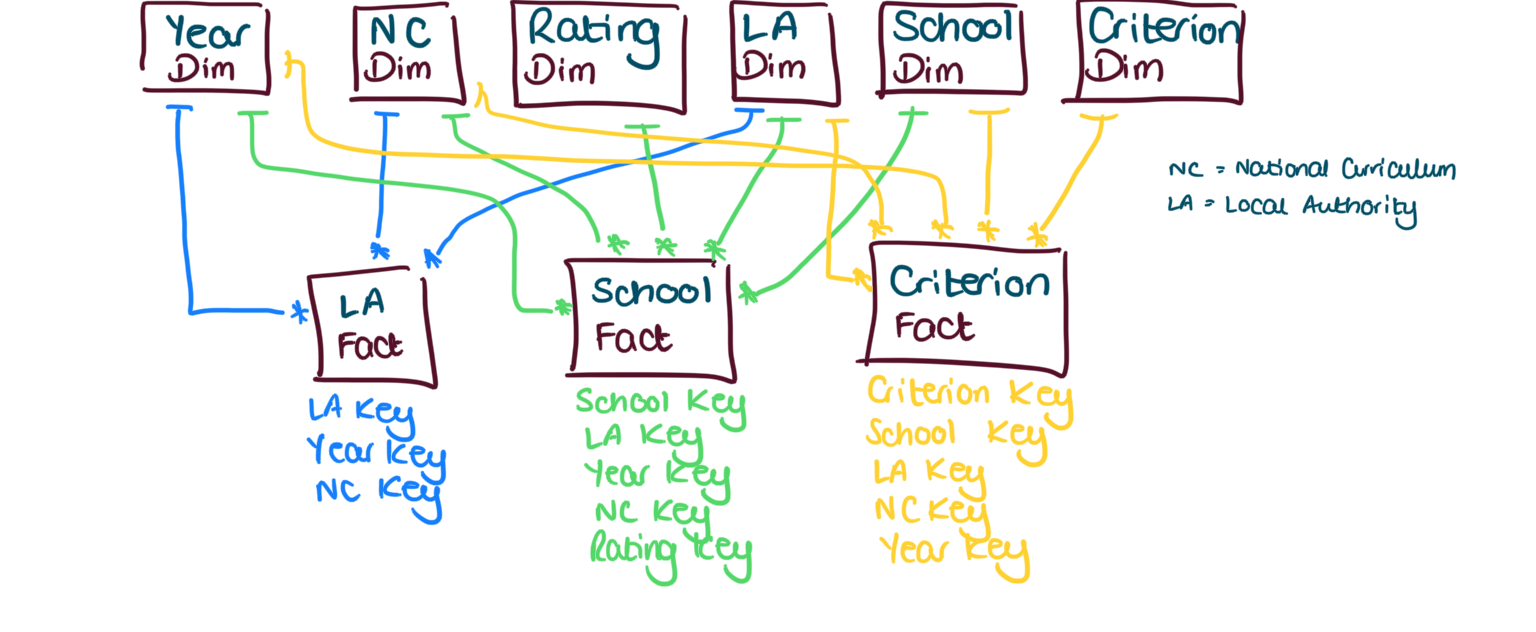 Year
Dim
NC
Dim
Rating
Dim
LA
Dim
School
Dim
Criterion
Dim
NC = National Curriculum
LA = Local Authority
LA
Fact
LA Key
Year Key
NC Key
School
Fact
School Key
LA Key
Year Key
NC Key
Rating Key
Criterion
Fact
Criterion Key
School Key
LA Key
NC Key
Year Key